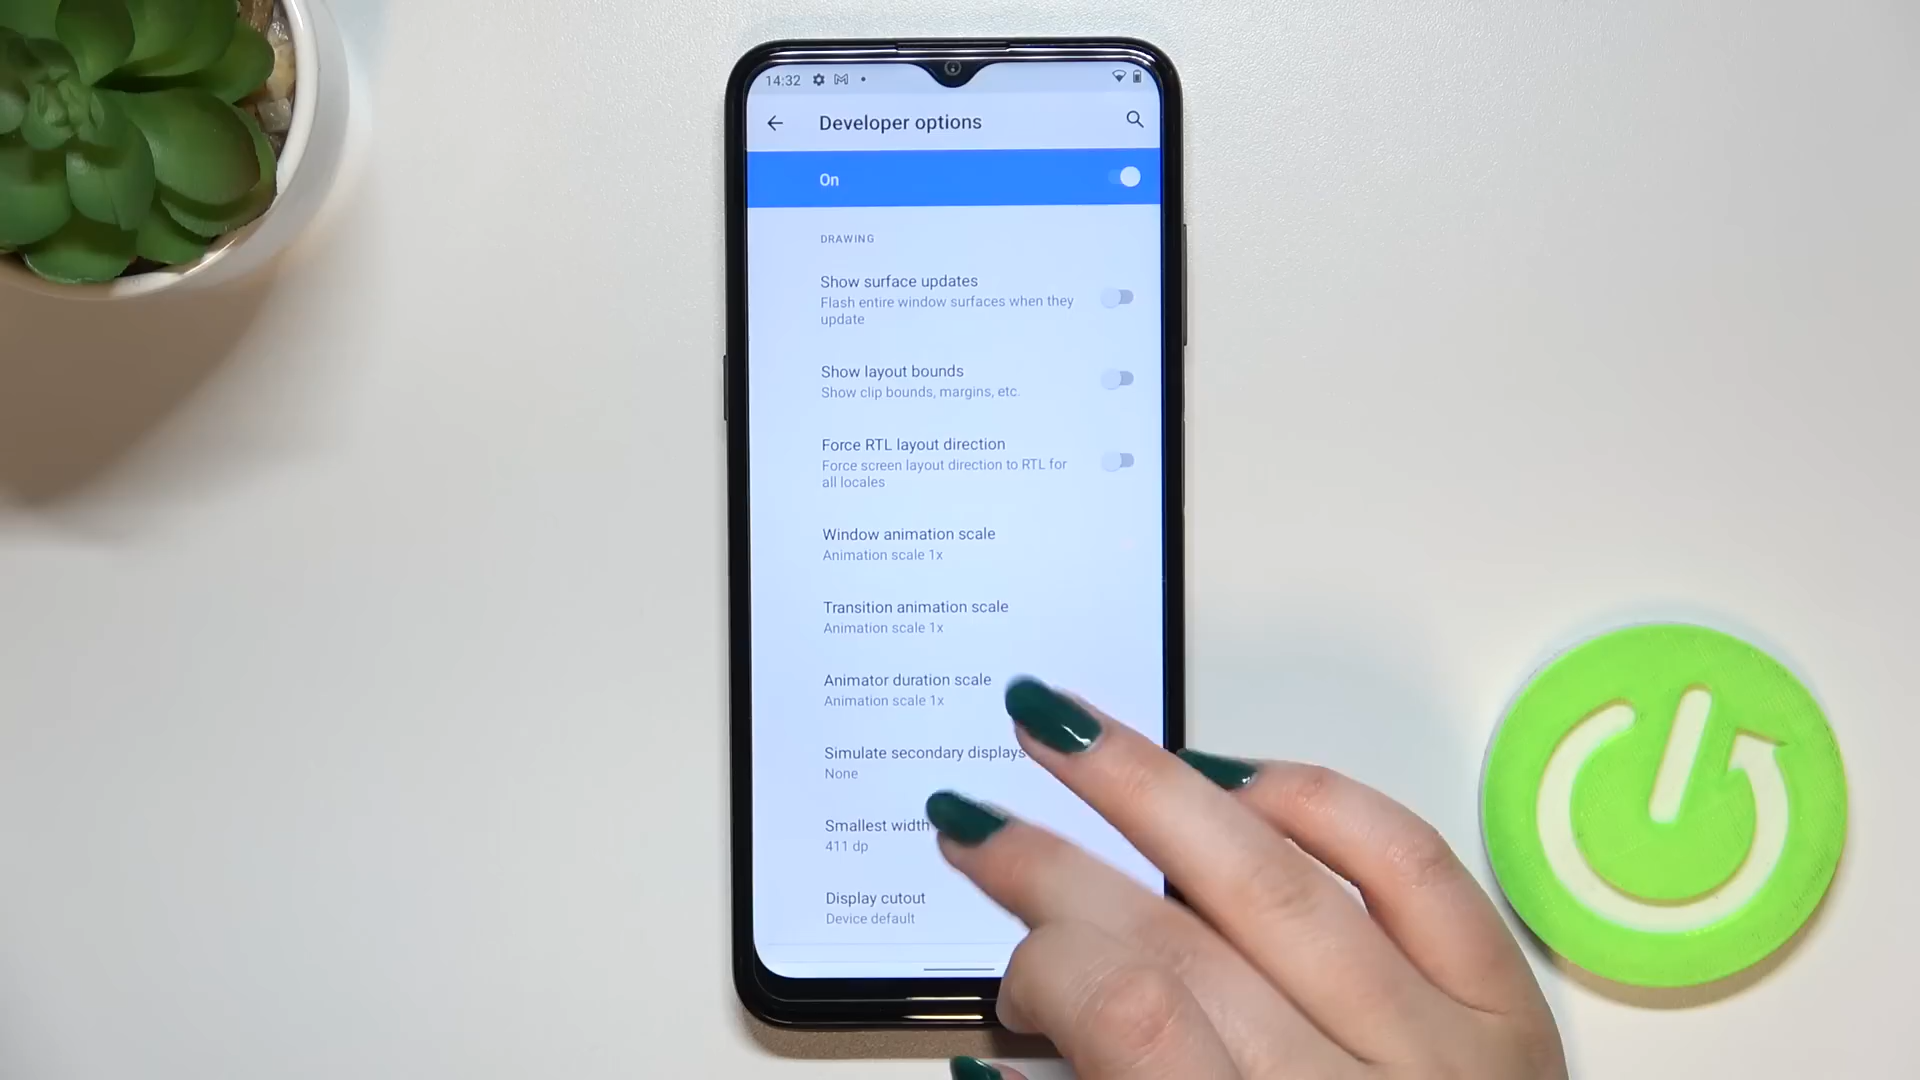 14:32
Developer options
On
DRAWING
Show surface updates
Flash entire window surfaces when they
update
Show layout bounds
Show clip bounds, margins, etc.
Force RTL layout direction
Force screen layout direction to RTL for
all locales
Window animation scale
Animation scale 1x
Transition animation scale
Animation scale 1x
Animator duration scale
Animation scale 1x
Simulate secondary displays
None
Smallest width
411 dp
Display cutout
Device default